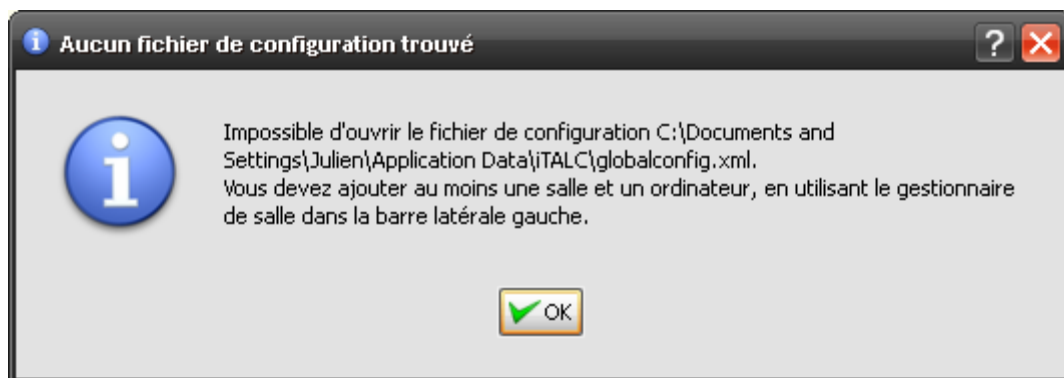 Aucun fichier de configuration trouvé
Impossible d'ouvrir le fichier de configuration C:\Documents and
Settings\Julien\Application Data\iTALC\globalconfig.xml.
Vous devez ajouter au moins une salle et un ordinateur, en utilisant le gestionnaire
de salle dans la barre latérale gauche.
OK